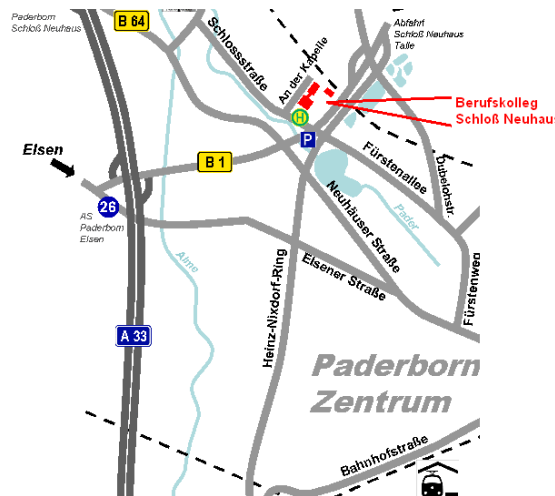 Paderborn
Schloß Neuhaus
B 64
Schlossstraße
An der Kapelle
Abfahrt
Schloß Neuhaus
Talle
Berufskolleg
Schloß Neuhaus
H
P
Elsen
B 1
Fürstenallee
Dubelohstr.
26
AS
Paderborn
Elsen
Neuhäuser Straße
Pader
Alme
Elsener Straße
Fürstenweg
Heinz-Nixdorf-Ring
A 33
Paderborn
Zentrum
Bahnhofstraße